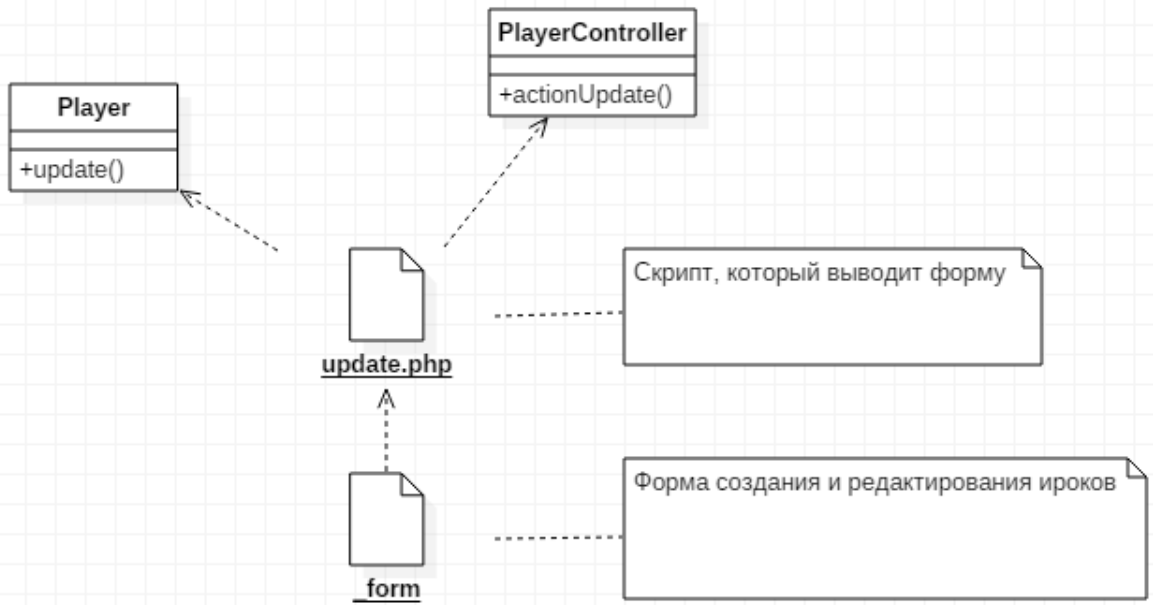 PlayerController
+actionUpdate()
Player
+update()
Скрипт, который выводит форму
update.php
Форма создания и редактирования ироков
_form